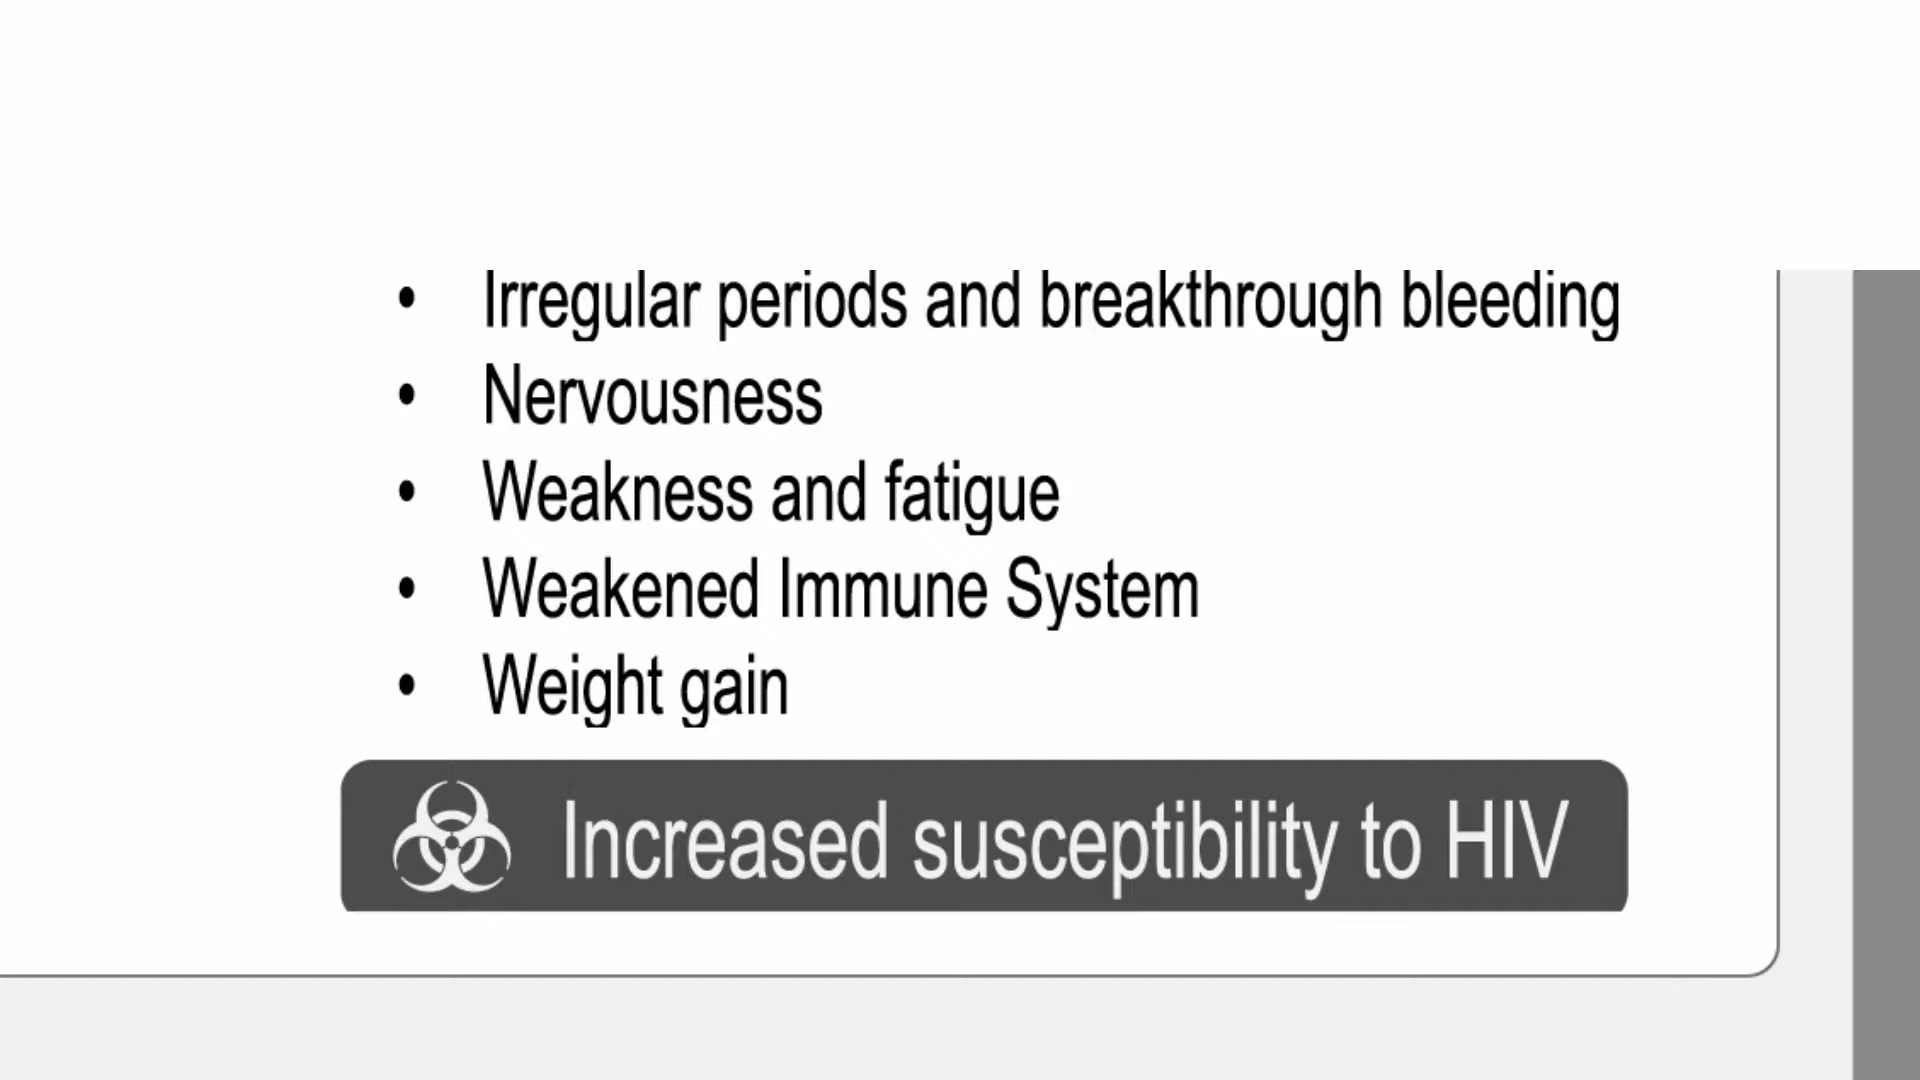 • Irregular periods and breakthrough bleeding
• Nervousness
• Weakness and fatigue
• Weakened Immune System
• Weight gain
Increased susceptibility to HIV